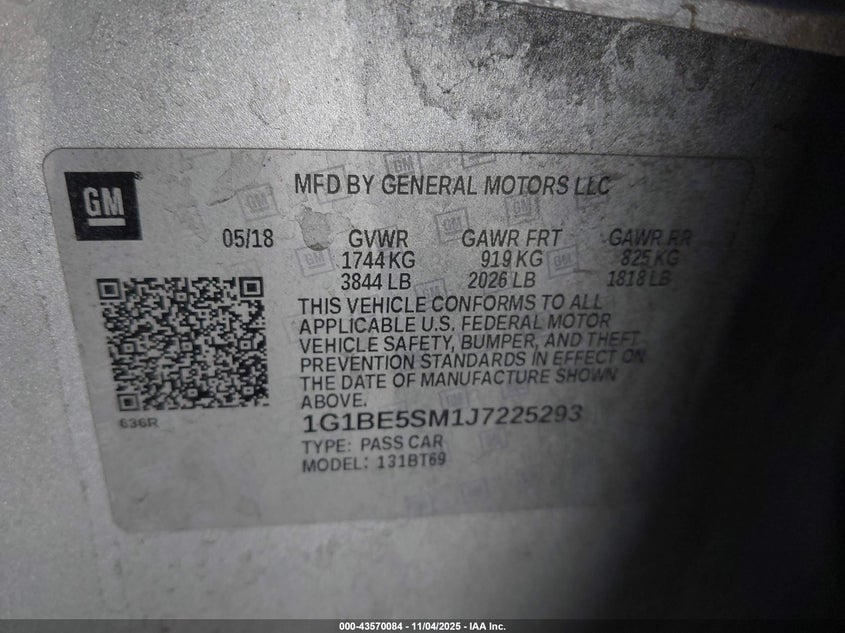 GM
MFD BY GENERAL MOTORS LLC
05/18 GVWR GAWR FRT GAWR RR
1744 KG 919 KG 825 KG
3844 LB 2026 LB 1818 LB
THIS VEHICLE CONFORMS TO ALL
APPLICABLE U.S. FEDERAL MOTOR
VEHICLE SAFETY, BUMPER, AND THEFT
PREVENTION STANDARDS IN EFFECT ON
THE DATE OF MANUFACTURE SHOWN
ABOVE.
636R
1G1BE5SM1J7225293
TYPE: PASS CAR
MODEL: 131BT69
000-43570084 - 11/04/2025 - IAA Inc.